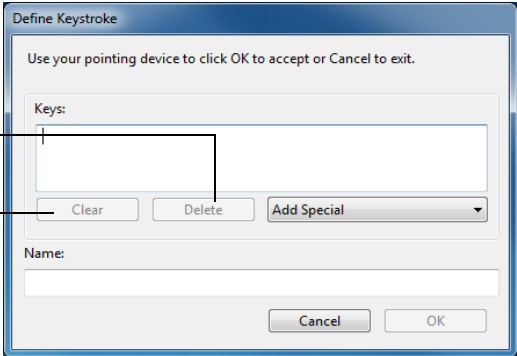 Define Keystroke
Use your pointing device to click OK to accept or Cancel to exit.
Keys:
Clear Delete Add Special
Name:
Cancel OK